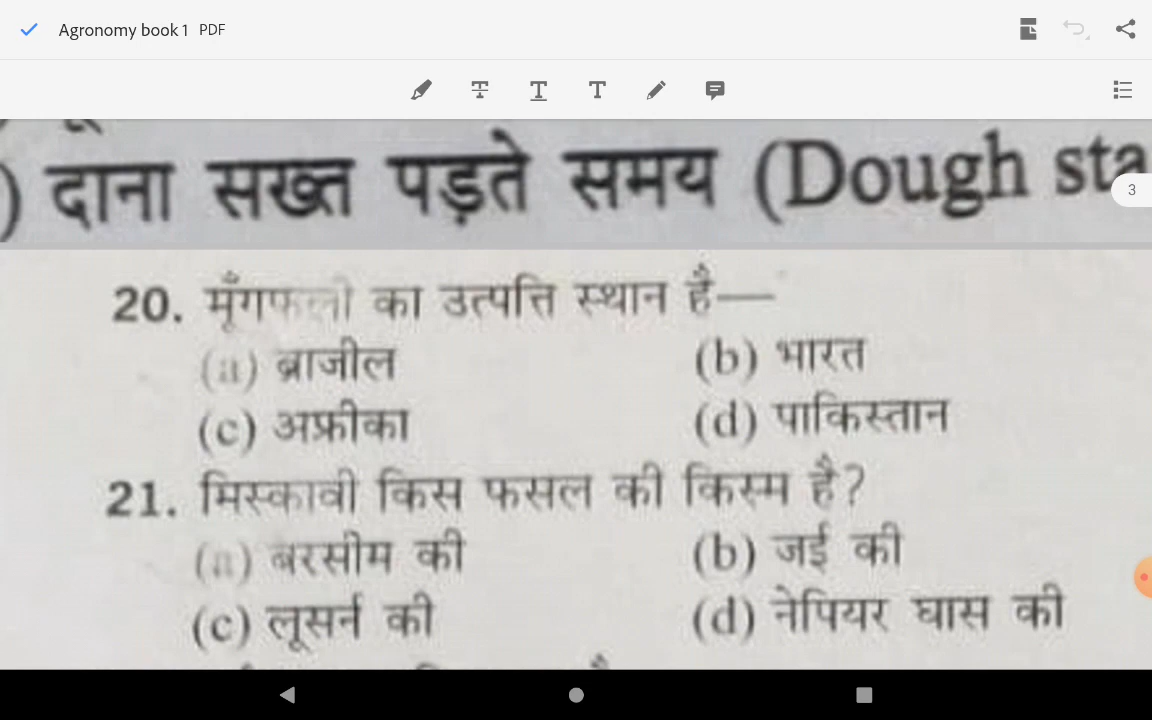 Agronomy book 1 PDF
) दाना सख्त पड़ते समय (Dough sta
3
20. मूँगफली का उत्पत्ति स्थान है—
(a) ब्राजील (b) भारत
(c) अफ्रीका (d) पाकिस्तान
21. मिस्कावी किस फसल की किस्म है?
(a) बरसीम की (b) जई की
(c) लूसर्न की (d) नेपियर घास की